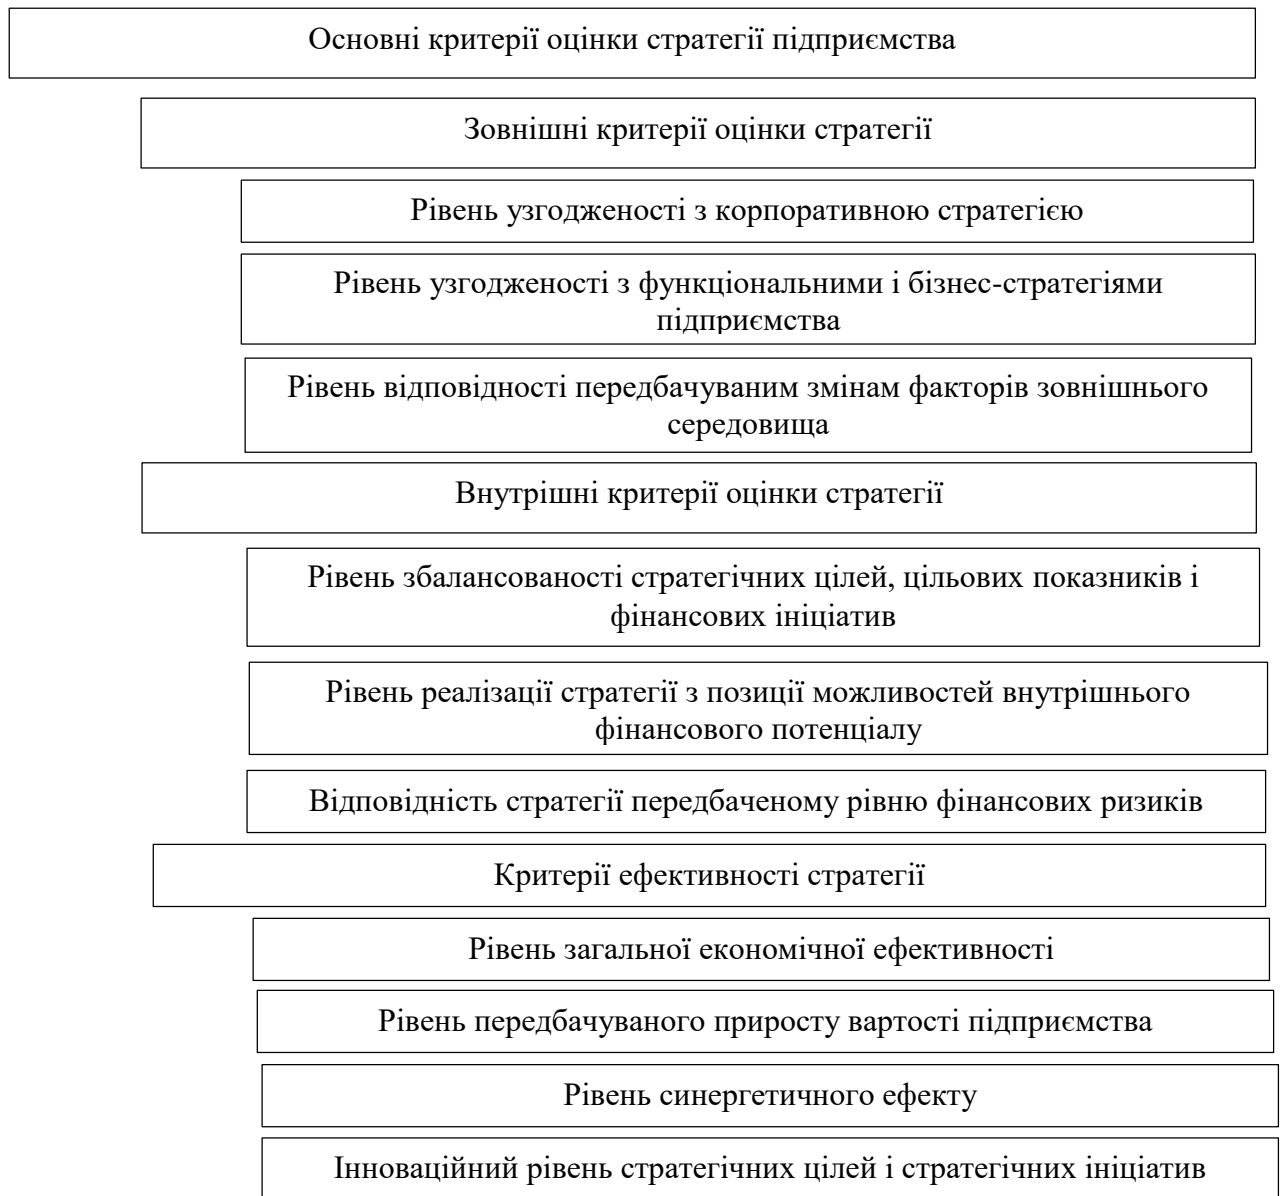 Основні критерії оцінки стратегії підприємства
Зовнішні критерії оцінки стратегії
Рівень узгодженості з корпоративною стратегією
Рівень узгодженості з функціональними і бізнес-стратегіями
підприємства
Рівень відповідності передбачуваним змінам факторів зовнішнього
середовища
Внутрішні критерії оцінки стратегії
Рівень збалансованості стратегічних цілей, цільових показників і
фінансових ініціатив
Рівень реалізації стратегії з позиції можливостей внутрішнього
фінансового потенціалу
Відповідність стратегії передбаченому рівню фінансових ризиків
Критерії ефективності стратегії
Рівень загальної економічної ефективності
Рівень передбачуваного приросту вартості підприємства
Рівень синергетичного ефекту
Інноваційний рівень стратегічних цілей і стратегічних ініціатив